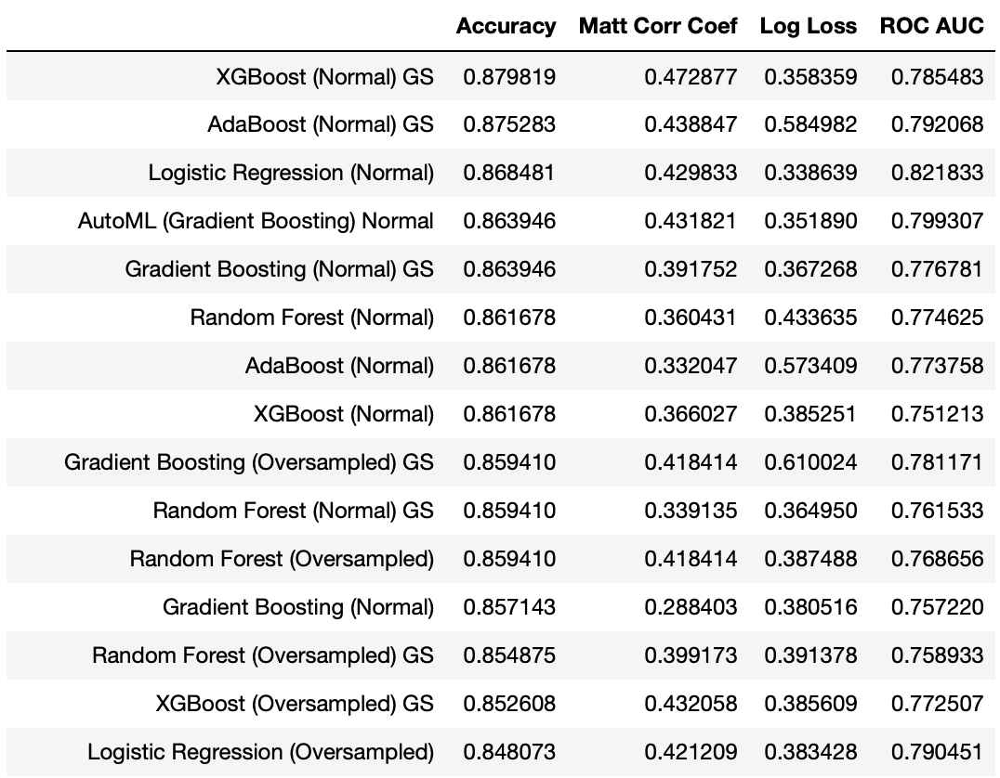 Accuracy Matt Corr Coef Log Loss ROC AUC
XGBoost (Normal) GS 0.879819 0.472877 0.358359 0.785483
AdaBoost (Normal) GS 0.875283 0.438847 0.584982 0.792068
Logistic Regression (Normal) 0.868481 0.429833 0.338639 0.821833
AutoML (Gradient Boosting) Normal 0.863946 0.431821 0.351890 0.799307
Gradient Boosting (Normal) GS 0.863946 0.391752 0.367268 0.776781
Random Forest (Normal) 0.861678 0.360431 0.433635 0.774625
AdaBoost (Normal) 0.861678 0.332047 0.573409 0.773758
XGBoost (Normal) 0.861678 0.366027 0.385251 0.751213
Gradient Boosting (Oversampled) GS 0.859410 0.418414 0.610024 0.781171
Random Forest (Normal) GS 0.859410 0.339135 0.364950 0.761533
Random Forest (Oversampled) 0.859410 0.418414 0.387488 0.768656
Gradient Boosting (Normal) 0.857143 0.288403 0.380516 0.757220
Random Forest (Oversampled) GS 0.854875 0.399173 0.391378 0.758933
XGBoost (Oversampled) GS 0.852608 0.432058 0.385609 0.772507
Logistic Regression (Oversampled) 0.848073 0.421209 0.383428 0.790451